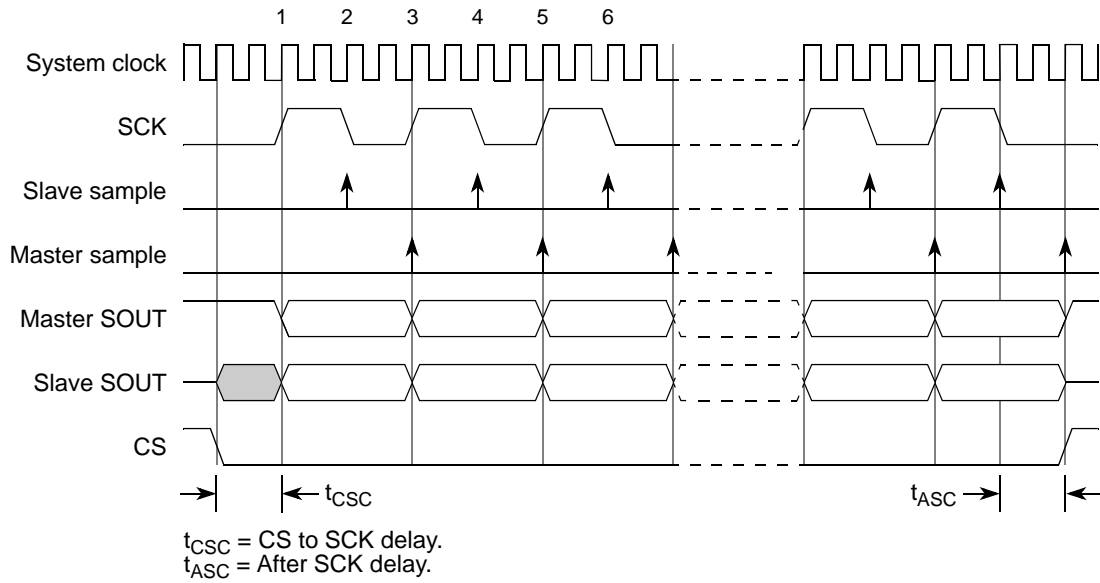 1 2 3 4 5 6
System clock
SCK
Slave sample
Master sample
Master SOUT
Slave SOUT
CS
tCSC tASC
tCSC = CS to SCK delay.
tASC = After SCK delay.